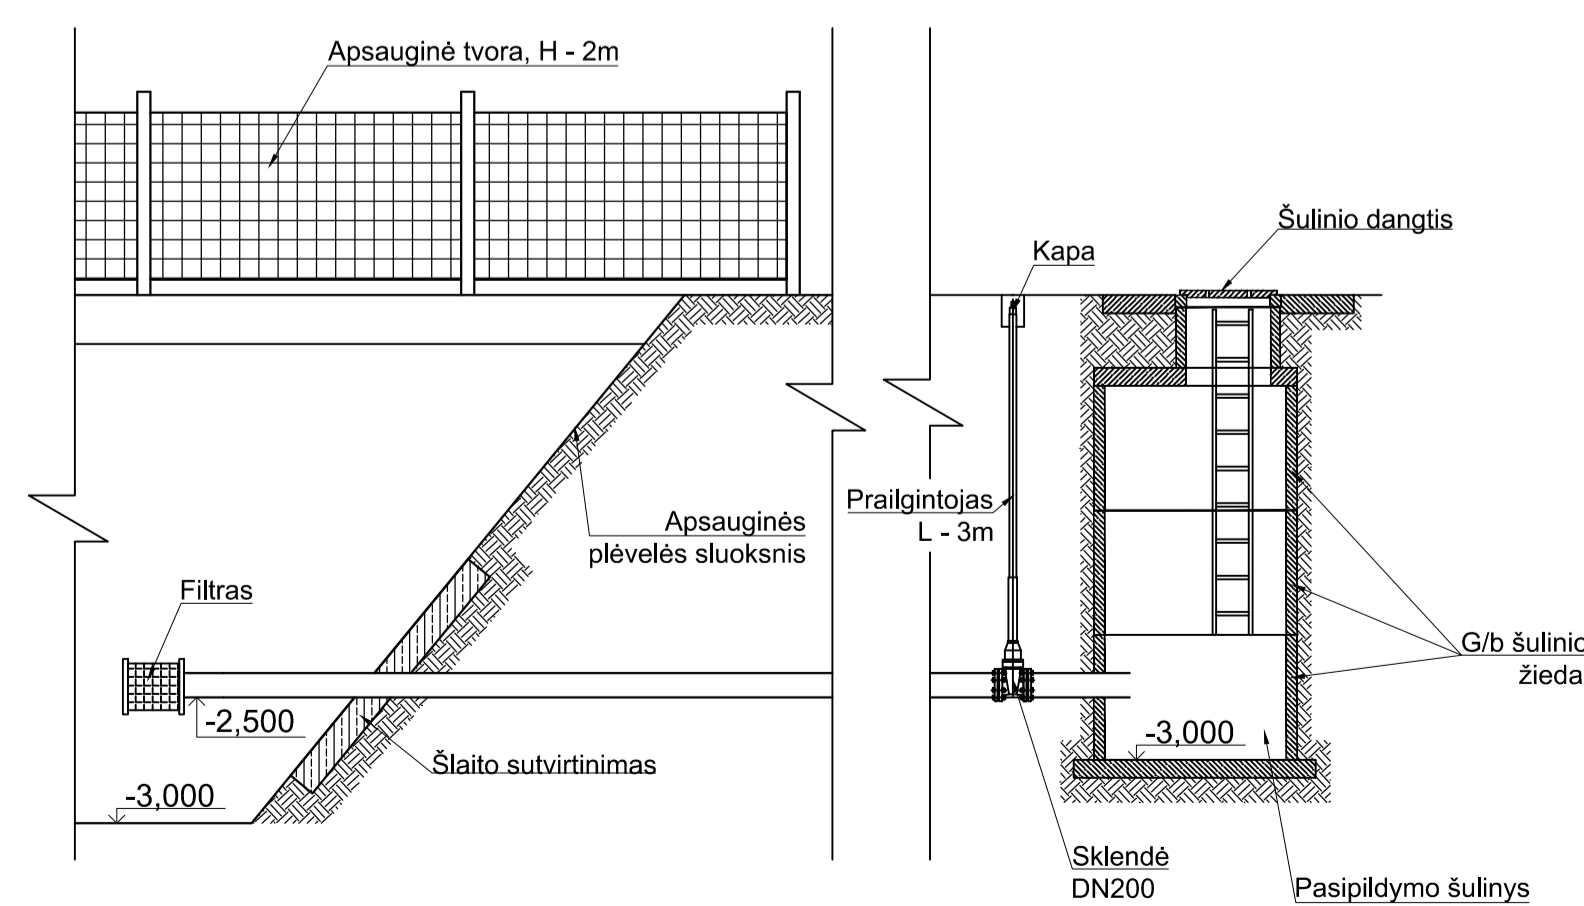 Apsauginė tvora, H - 2m
Šulinio dangtis
Kapa
Prailgintojas
L - 3m
Apsauginės
plėvelės sluoksnis
Filtras
G/b šulinio
žieda
-2,500
-3,000
Šlaito sutvirtinimas
-3,000
Sklendė
DN200
Pasipildymo šulinys